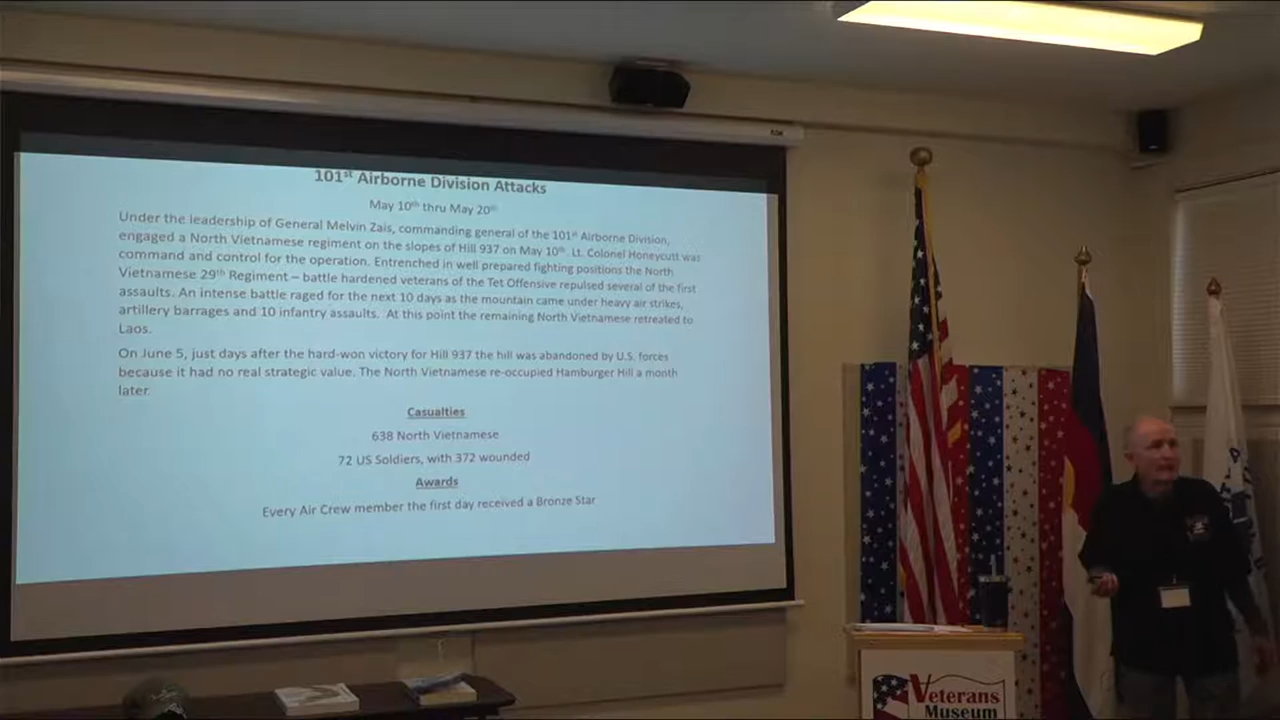 101st Airborne Division Attacks
May 10th thru May 20th
Under the leadership of General Melvin Zais, commanding general of the 101st Airborne Division,
engaged a North Vietnamese regiment on the slopes of Hill 937 on May 10th. Lt. Colonel Honeycutt was
command and control for the operation. Entrenched in well prepared fighting positions the North
Vietnamese 29th Regiment – battle hardened veterans of the Tet Offensive repulsed several of the first
assaults. An intense battle raged for the next 10 days as the mountain came under heavy air strikes,
artillery barrages and 10 infantry assaults. At this point the remaining North Vietnamese retreated to
Laos.
On June 5, just days after the hard-won victory for Hill 937 the hill was abandoned by U.S. forces
because it had no real strategic value. The North Vietnamese re-occupied Hamburger Hill a month
later.
Casualties
638 North Vietnamese
72 US Soldiers, with 372 wounded
Awards
Every Air Crew member the first day received a Bronze Star
Veterans
Museum